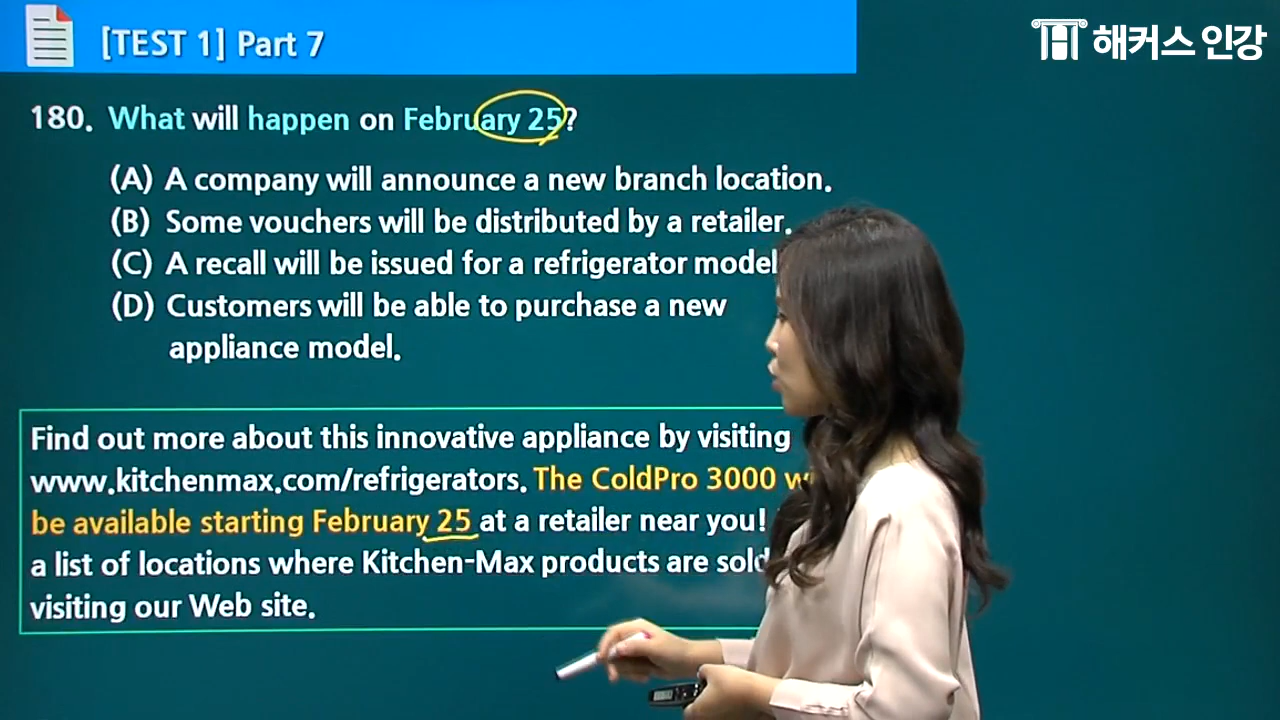 [TEST 1] Part 7
해커스 인강
180. What will happen on February 25?
(A) A company will announce a new branch location.
(B) Some vouchers will be distributed by a retailer.
(C) A recall will be issued for a refrigerator model
(D) Customers will be able to purchase a new
appliance model.
Find out more about this innovative appliance by visiting
www.kitchenmax.com/refrigerators. The ColdPro 3000
be available starting February 25 at a retailer near you!
a list of locations where Kitchen-Max products are sold
visiting our Web site.